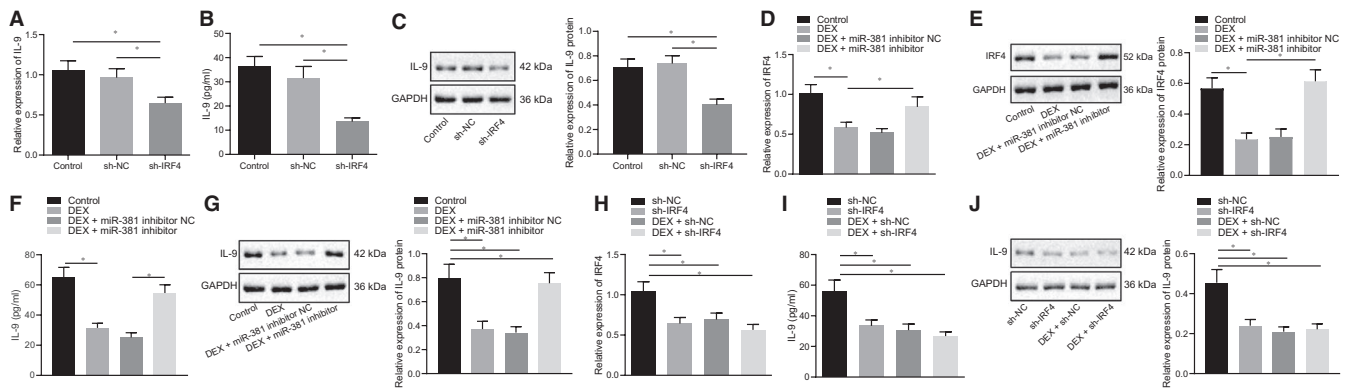 A
Relative expression of IL-9
1.5
1.0
0.5
0.0
*
*
Control
sh-NC
sh-IRF4
B
IL-9 (pg/ml)
50
40
30
20
10
0
*
*
Control
sh-NC
sh-IRF4
C
IL-9
42 kDa
GAPDH
36 kDa
Control
sh-NC
sh-IRF4
Relative expression of IL-9 protein
1.0
0.8
0.6
0.4
0.2
0.0
*
*
Control
sh-NC
sh-IRF4
D
Control
DEX
DEX + miR-381 inhibitor NC
DEX + miR-381 inhibitor
Relative expression of IRF4
1.5
1.0
0.5
0.0
*
*
E
IRF4
52 kDa
GAPDH
36 kDa
Control
DEX
DEX + miR-381 inhibitor NC
DEX + miR-381 inhibitor
Control
DEX
DEX + miR-381 inhibitor NC
DEX + miR-381 inhibitor
Relative expression of IRF4 protein
0.8
0.6
0.4
0.2
0.0
*
*
F
Control
DEX
DEX + miR-381 inhibitor NC
DEX + miR-381 inhibitor
IL-9 (pg/ml)
80
60
40
20
0
*
*
G
IL-9
42 kDa
GAPDH
36 kDa
Control
DEX
DEX + miR-381 inhibitor NC
DEX + miR-381 inhibitor
Control
DEX
DEX + miR-381 inhibitor NC
DEX + miR-381 inhibitor
Relative expression of IL-9 protein
1.0
0.8
0.6
0.4
0.2
0.0
*
*
*
H
sh-NC
sh-IRF4
DEX + sh-NC
DEX + sh-IRF4
Relative expression of IRF4
1.5
1.0
0.5
0.0
*
*
*
I
sh-NC
sh-IRF4
DEX + sh-NC
DEX + sh-IRF4
IL-9 (pg/ml)
80
60
40
20
0
*
*
*
J
IL-9
42 kDa
GAPDH
36 kDa
sh-NC
sh-IRF4
DEX + sh-NC
DEX + sh-IRF4
sh-NC
sh-IRF4
DEX + sh-NC
DEX + sh-IRF4
Relative expression of IL-9 protein
0.6
0.4
0.2
0.0
*
*
*